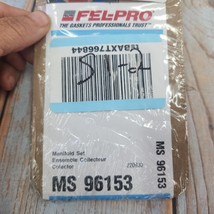 FEL-PRO
THE GASKETS PROFESSIONALS TRUST
Manifold Set
Ensemble Collecteur
Colector
MS 96153
MS 96153